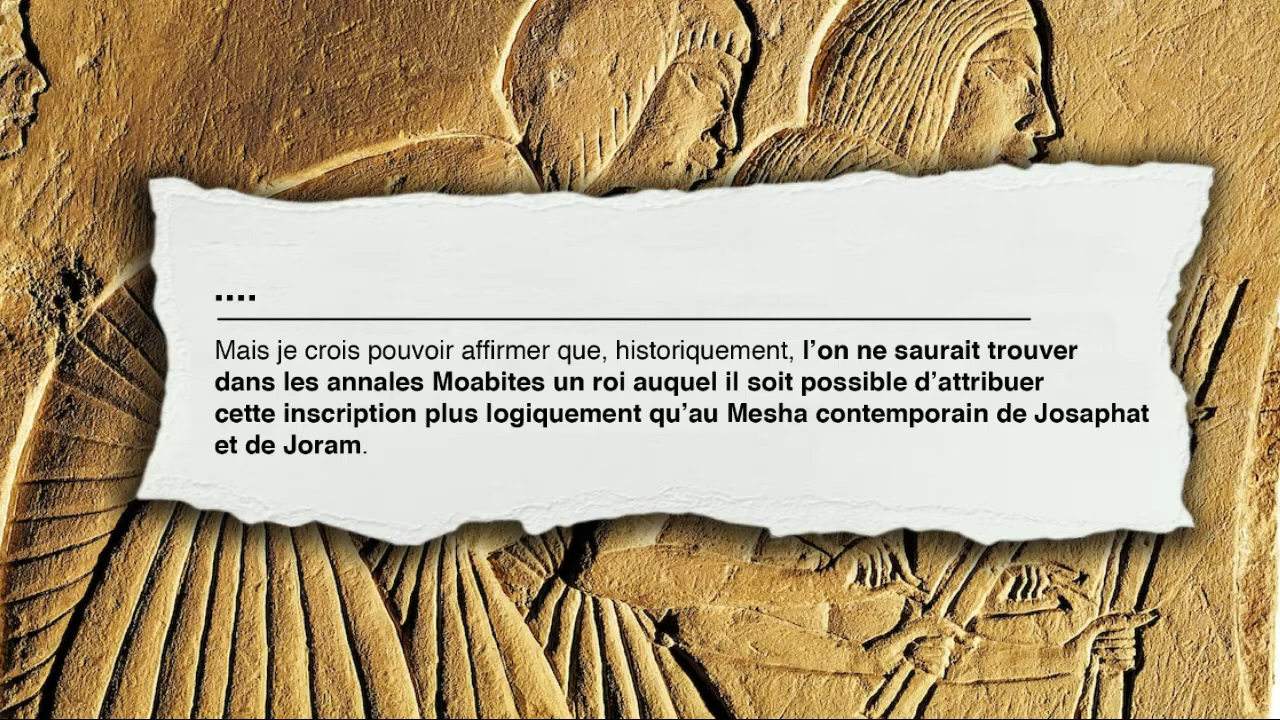 ....
Mais je crois pouvoir affirmer que, historiquement, l’on ne saurait trouver
dans les annales Moabites un roi auquel il soit possible d’attribuer
cette inscription plus logiquement qu’au Mesha contemporain de Josaphat
et de Joram.